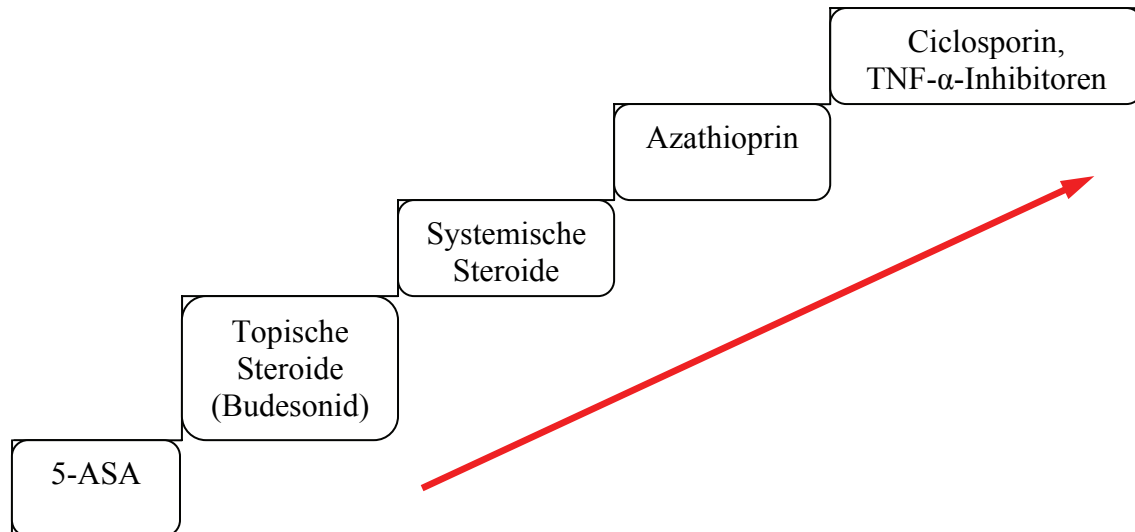 Ciclosporin,
TNF-α-Inhibitoren
Azathioprin
Systemische
Steroide
Topische
Steroide
(Budesonid)
5-ASA